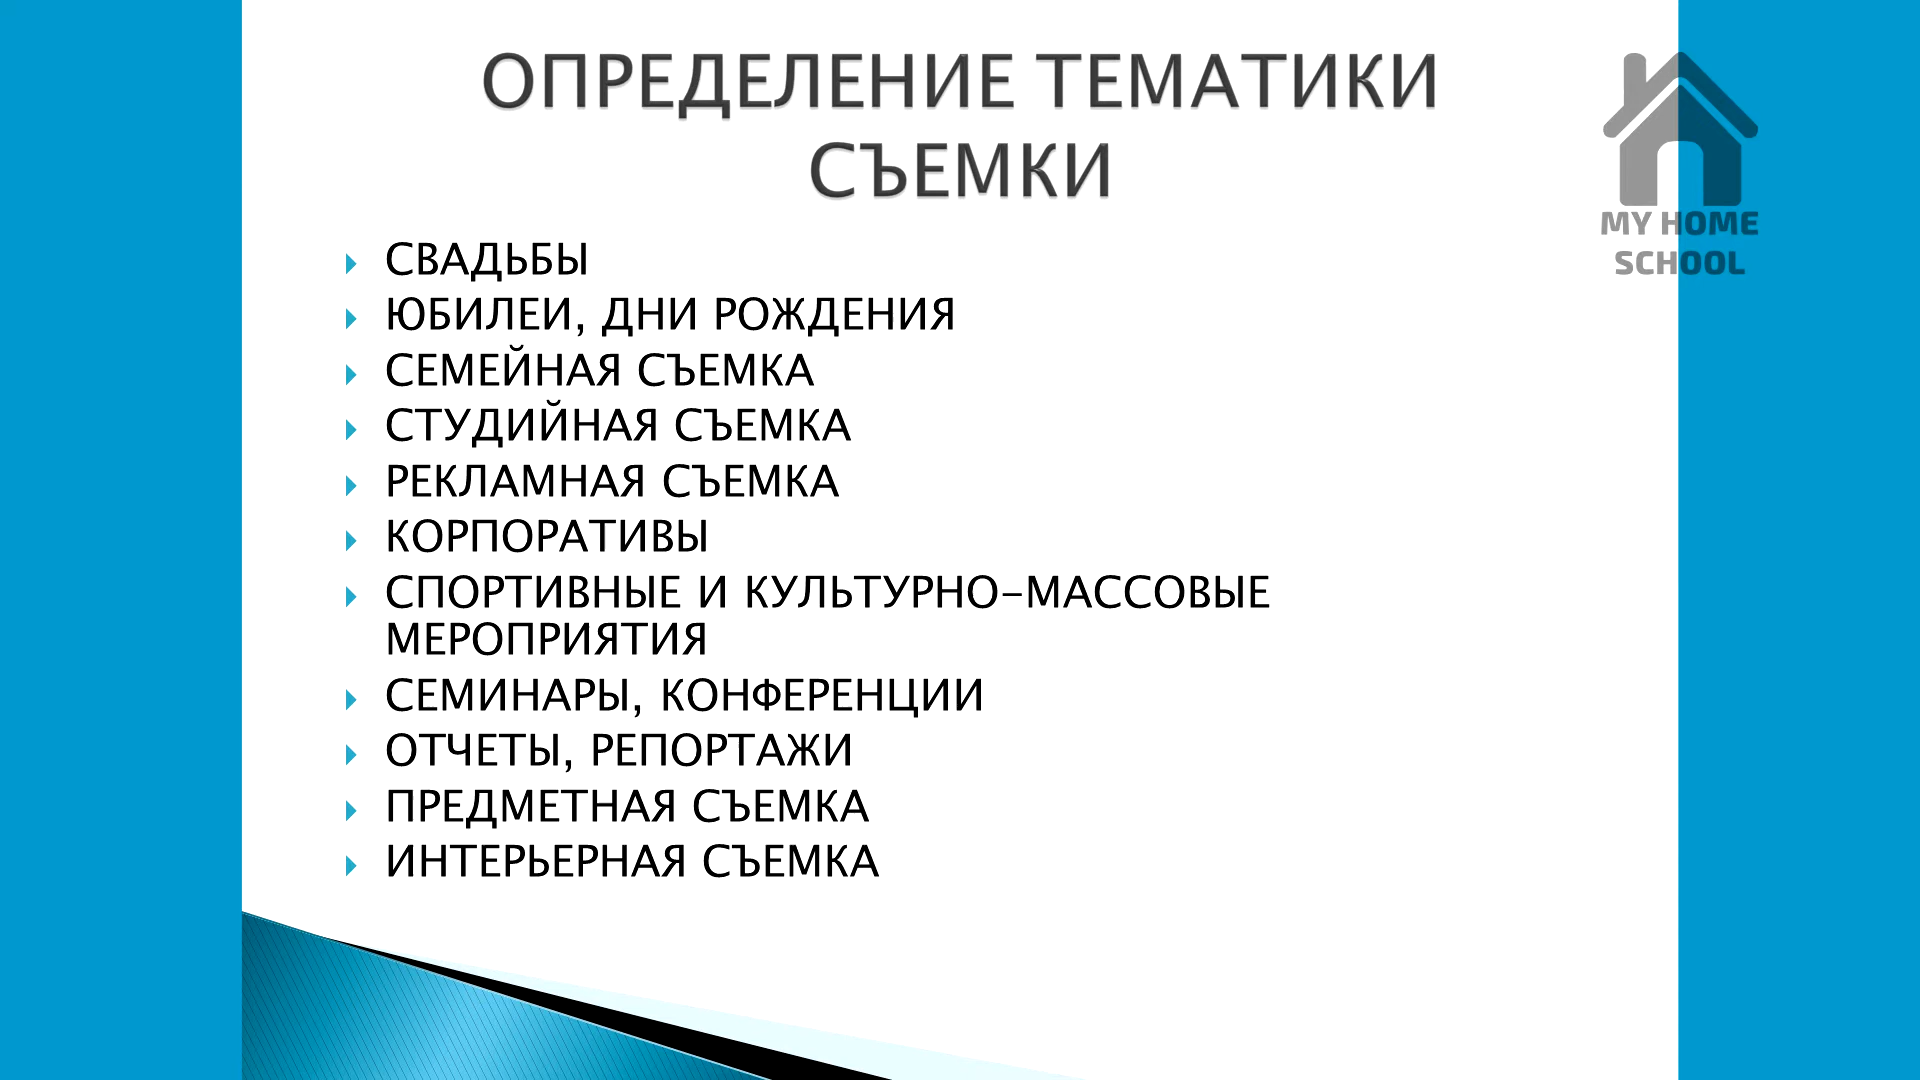 ОПРЕДЕЛЕНИЕ ТЕМАТИКИ
СЪЕМКИ
MY HOME
SCHOOL
СВАДЬБЫ
ЮБИЛЕИ, ДНИ РОЖДЕНИЯ
СЕМЕЙНАЯ СЪЕМКА
СТУДИЙНАЯ СЪЕМКА
РЕКЛАМНАЯ СЪЕМКА
КОРПОРАТИВЫ
СПОРТИВНЫЕ И КУЛЬТУРНО-МАССОВЫЕ
МЕРОПРИЯТИЯ
СЕМИНАРЫ, КОНФЕРЕНЦИИ
ОТЧЕТЫ, РЕПОРТАЖИ
ПРЕДМЕТНАЯ СЪЕМКА
ИНТЕРЬЕРНАЯ СЪЕМКА